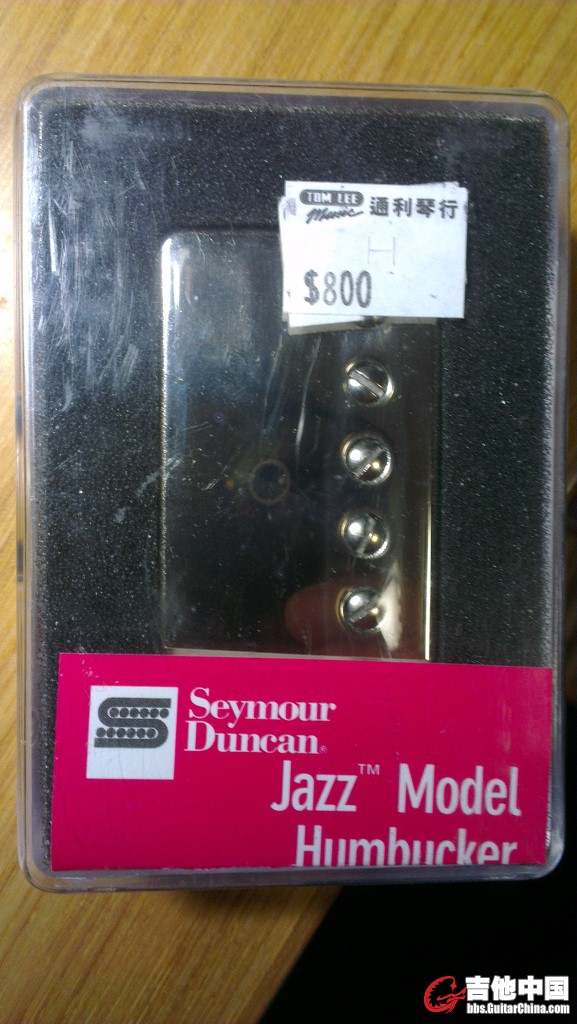 TOM LEE
Music 通利琴行
H
$800
Seymour
Duncan®
Jazz™ Model
Humbucker
吉他中国
bbs.GuitarChina.com